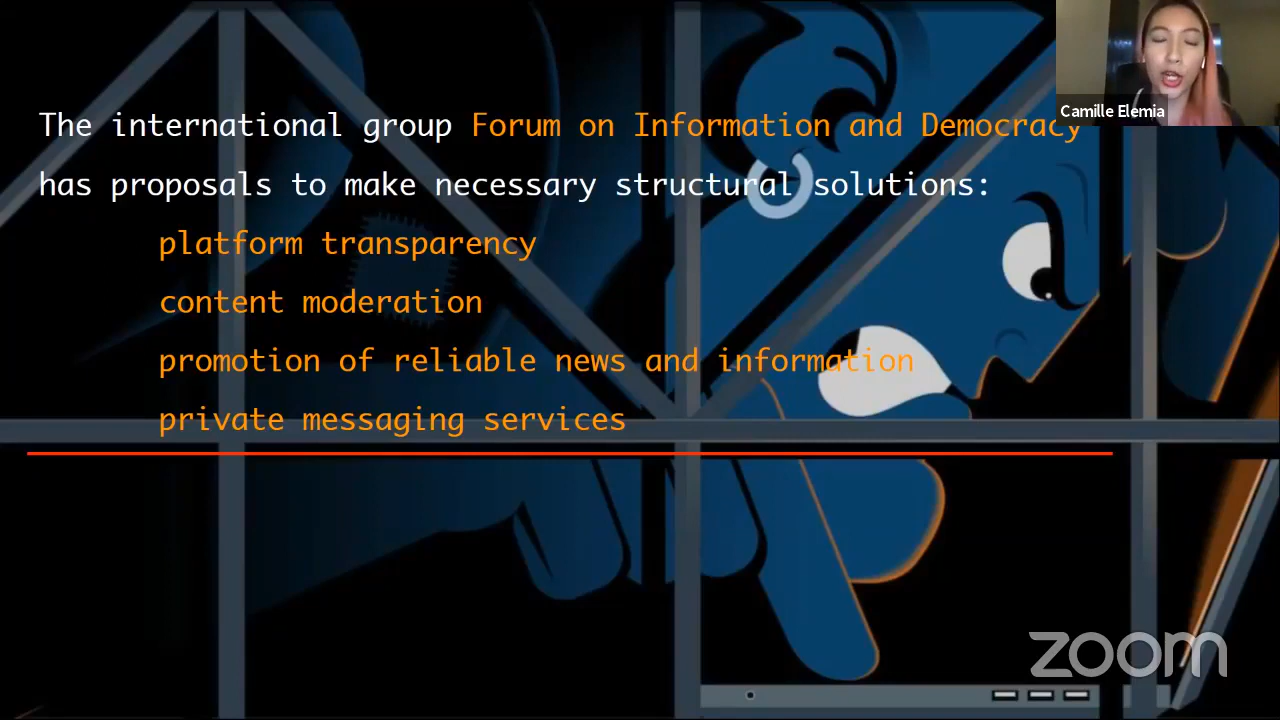 The international group Forum on Information and Democracy
has proposals to make necessary structural solutions:
platform transparency
content moderation
promotion of reliable news and information
private messaging services
Camille Elemia
zoom